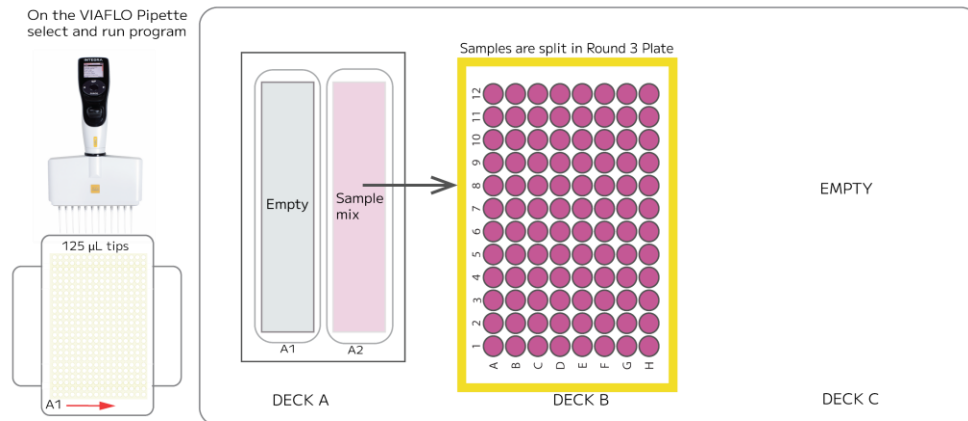 On the VIAFLO Pipette
select and run program
INTEGRA
125 µL tips
A1
Empty
Sample
mix
A1
A2
DECK A
Samples are split in Round 3 Plate
12
11
10
9
8
7
6
5
4
3
2
1
A B C D E F G H
DECK B
EMPTY
DECK C